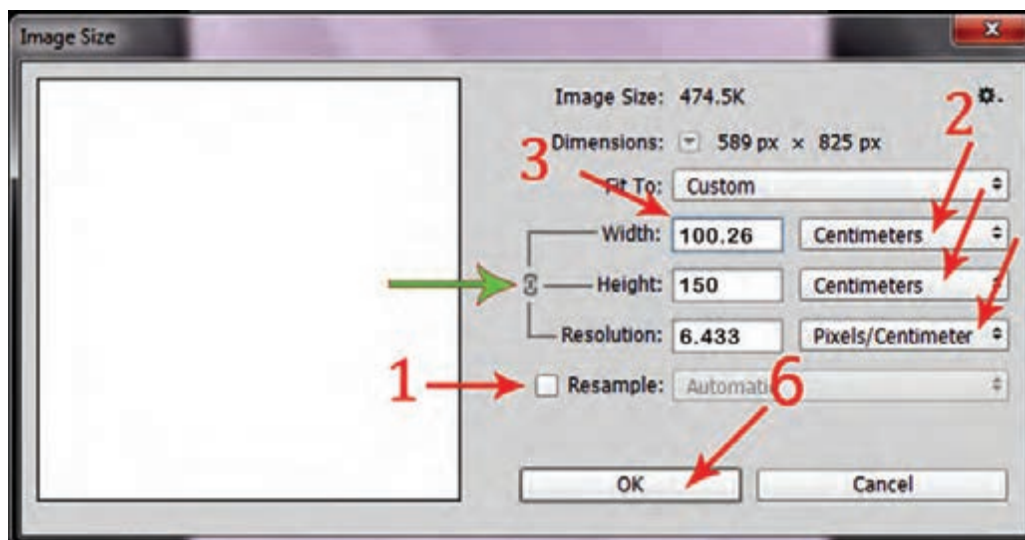 Image Size
Image Size: 474.5K
2
Dimensions: 589 px × 825 px
3
Fit To: Custom
Width: 100.26 Centimeters
Height: 150 Centimeters
Resolution: 6.433 Pixels/Centimeter
1 Resample: Automatic
6
OK Cancel